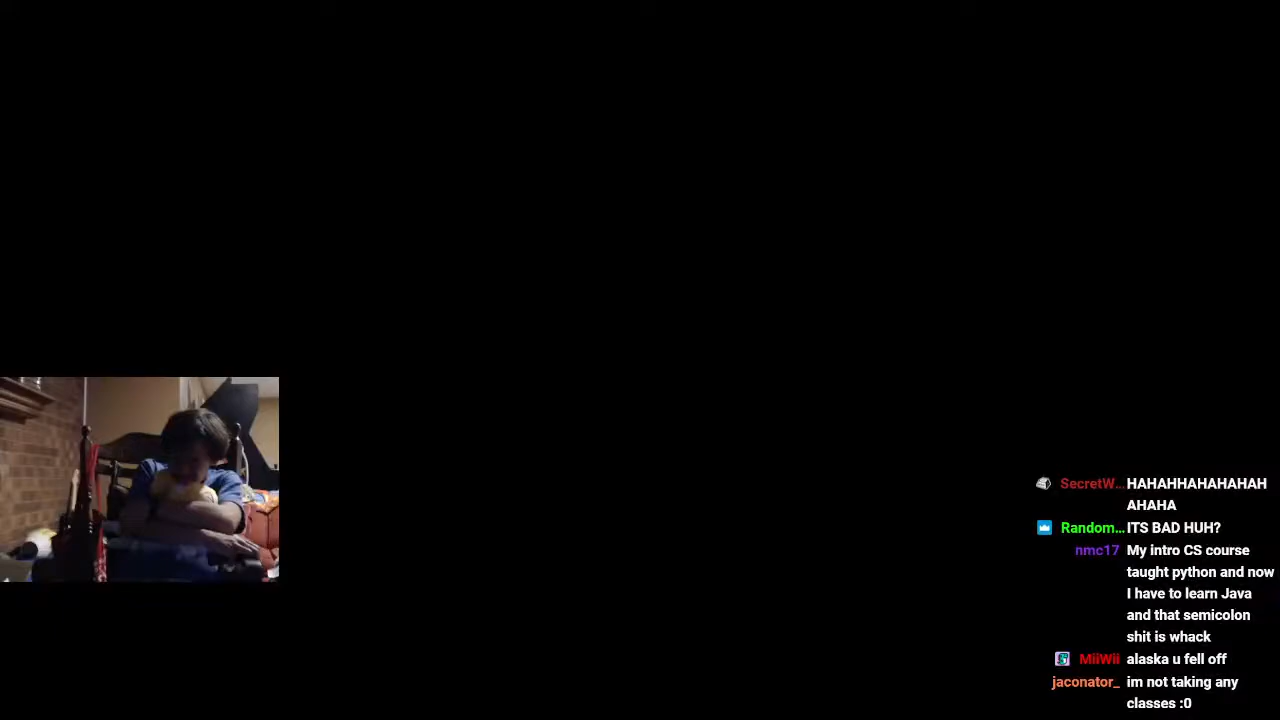 SecretW... HAHAHHAHAHAHAH
AHAHA
Random... ITS BAD HUH?
nmc17 My intro CS course
taught python and now
I have to learn Java
and that semicolon
shit is whack
MiiWii alaska u fell off
jaconator_ im not taking any
classes :0